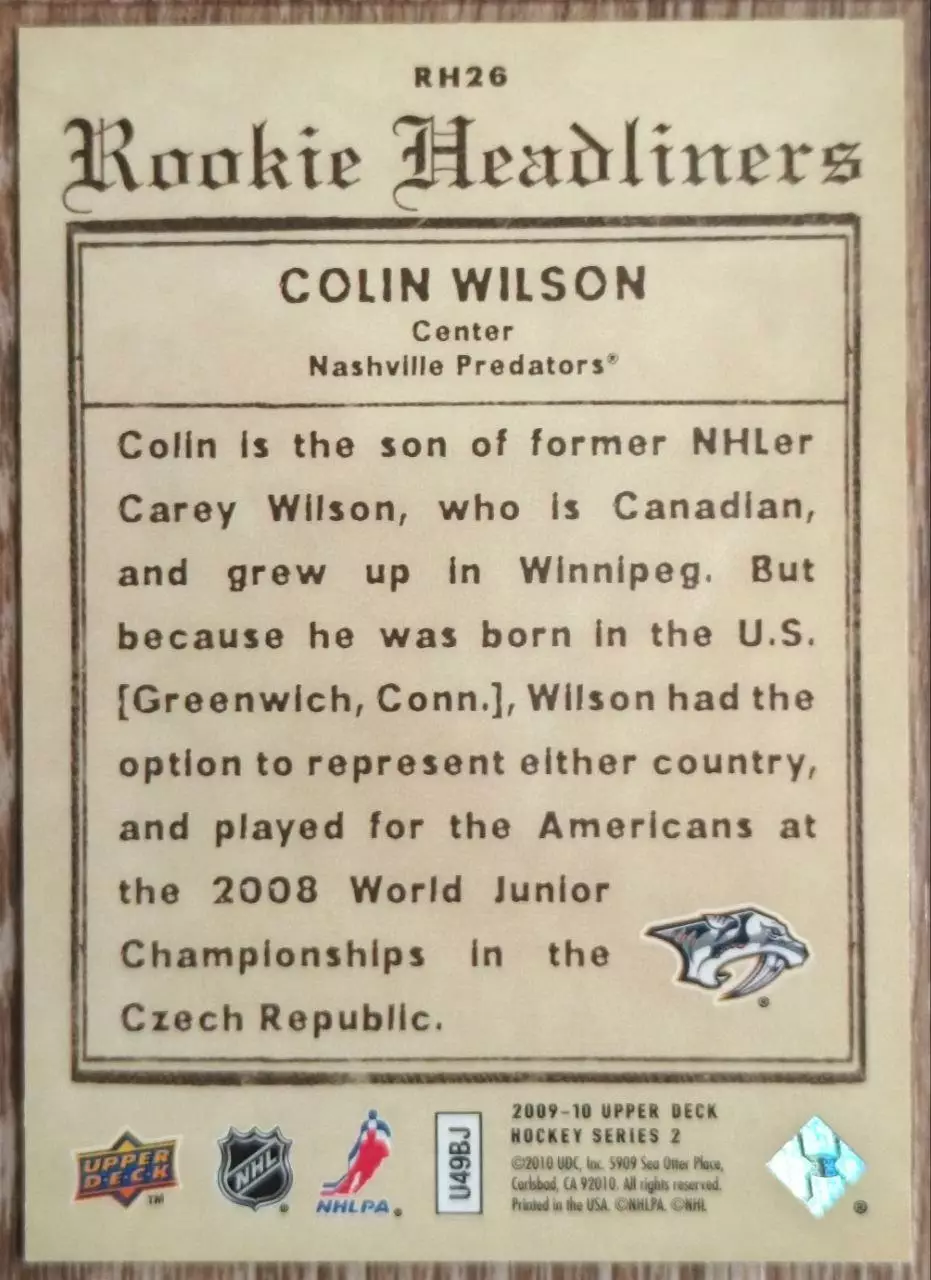 RH26
Rookie Headliners
COLIN WILSON
Center
Nashville Predators®
Colin is the son of former NHLer
Carey Wilson, who is Canadian,
and grew up in Winnipeg. But
because he was born in the U.S.
[Greenwich, Conn.], Wilson had the
option to represent either country,
and played for the Americans at
the 2008 World Junior
Championships in the
Czech Republic.
®
UPPER
D·E·C·K
TM
NHL
®
NHLPA®
U49BJ
2009-10 UPPER DECK
HOCKEY SERIES 2
©2010 UDC, Inc. 5909 Sea Otter Place,
Carlsbad, CA 92010. All rights reserved.
Printed in the USA. ©NHLPA. ©NHL
®